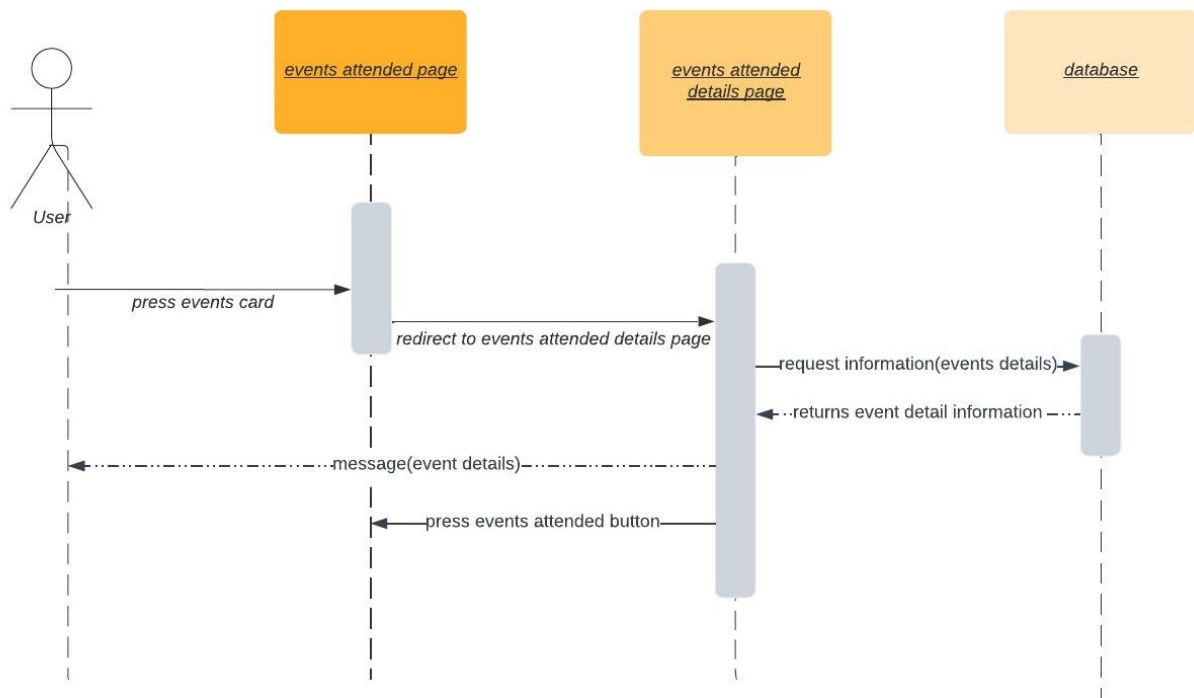 events attended page
events attended
details page
database
User
press events card
redirect to events attended details page
request information(events details)
returns event detail information
message(event details)
press events attended button